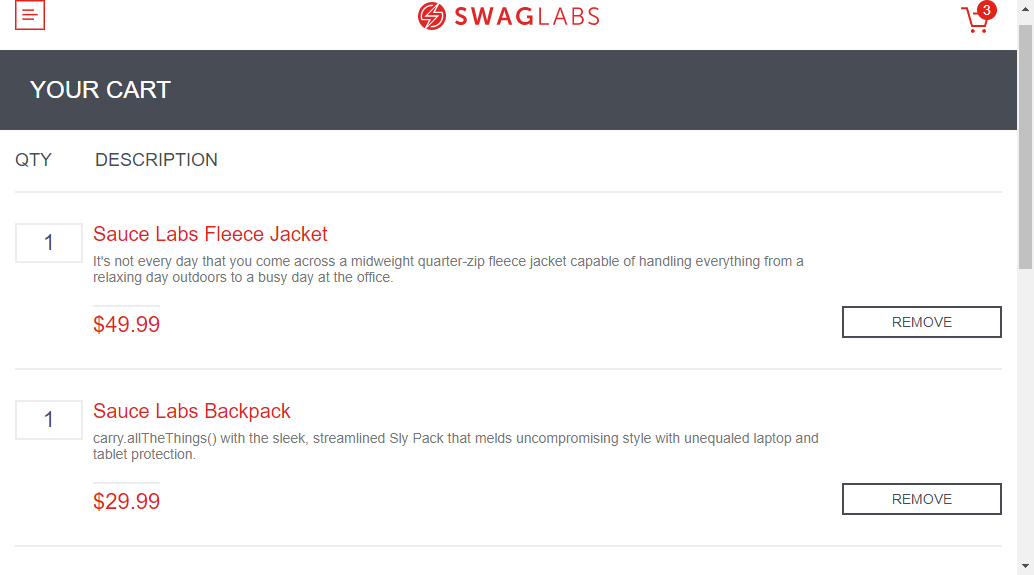 SWAGLABS
3
YOUR CART
QTY DESCRIPTION
1
Sauce Labs Fleece Jacket
It's not every day that you come across a midweight quarter-zip fleece jacket capable of handling everything from a
relaxing day outdoors to a busy day at the office.
$49.99
REMOVE
1
Sauce Labs Backpack
carry.allTheThings() with the sleek, streamlined Sly Pack that melds uncompromising style with unequaled laptop and
tablet protection.
$29.99
REMOVE